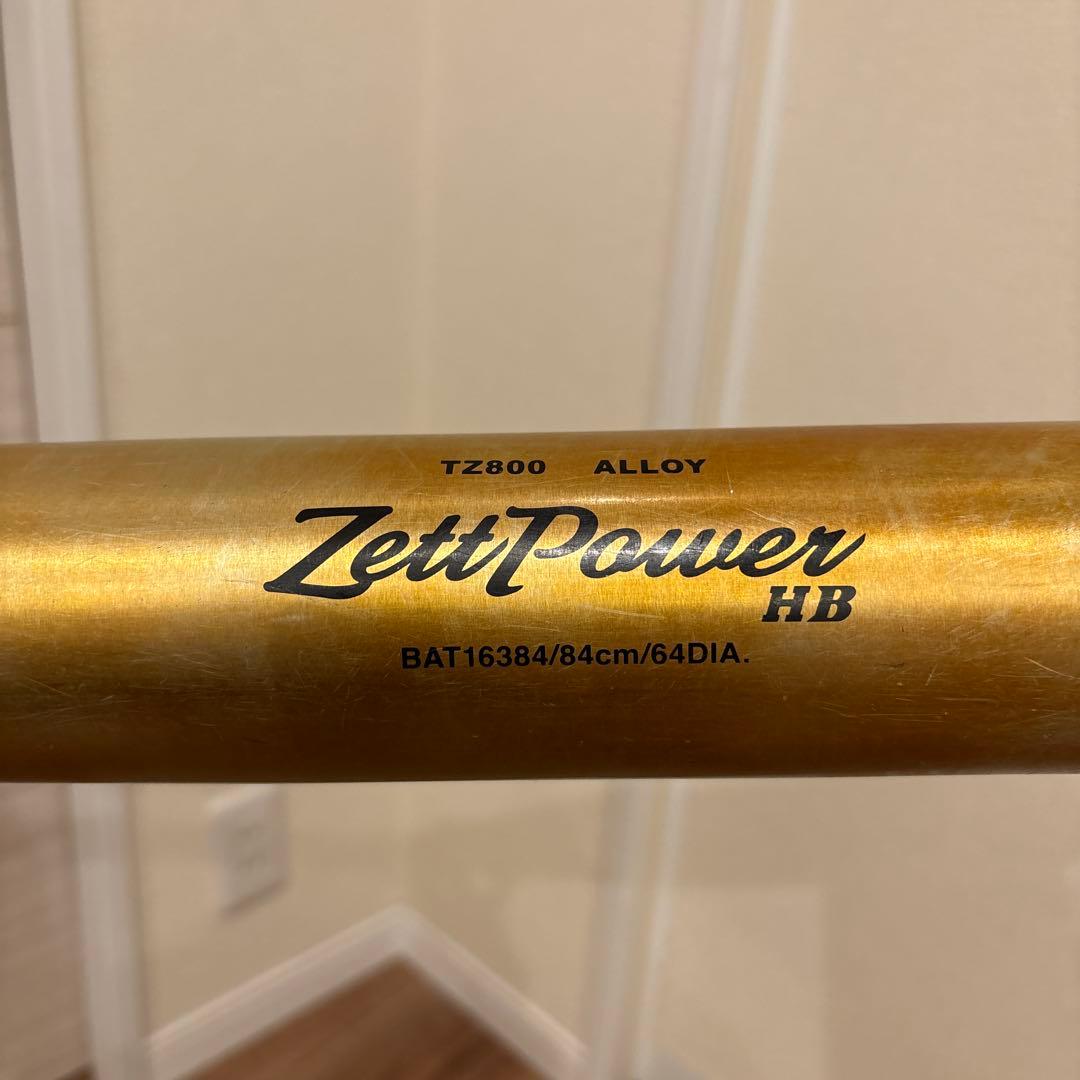 TZ800 ALLOY
ZettPower
HB
BAT16384/84cm/64DIA.